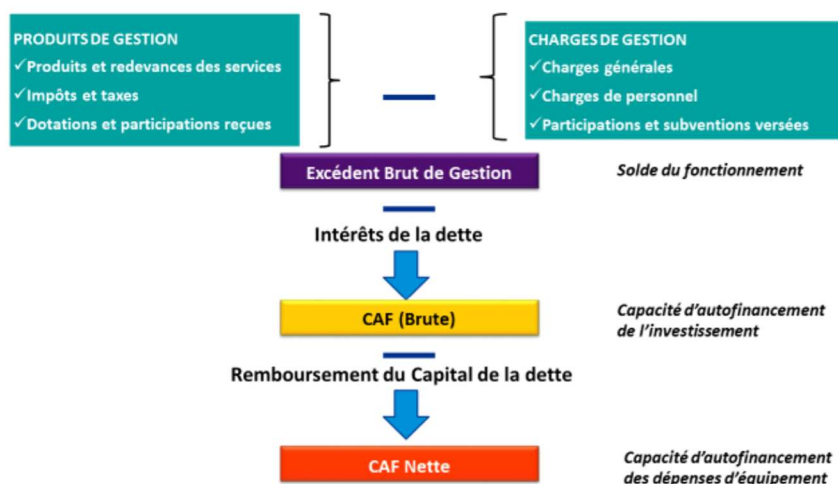 PRODUITS DE GESTION
✓Produits et redevances des services
✓Impôts et taxes
✓Dotations et participations reçues
CHARGES DE GESTION
✓Charges générales
✓Charges de personnel
✓Participations et subventions versées
Excédent Brut de Gestion
Solde du fonctionnement
Intérêts de la dette
CAF (Brute)
Capacité d'autofinancement
de l'investissement
Remboursement du Capital de la dette
CAF Nette
Capacité d'autofinancement
des dépenses d'équipement